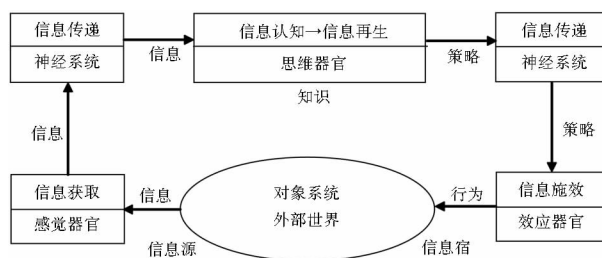 信息传递
神经系统
信息
信息认知→信息再生
思维器官
知识
策略
信息传递
神经系统
信息
策略
信息获取
感觉器官
信息
信息源
对象系统
外部世界
行为
信息宿
信息施效
效应器官